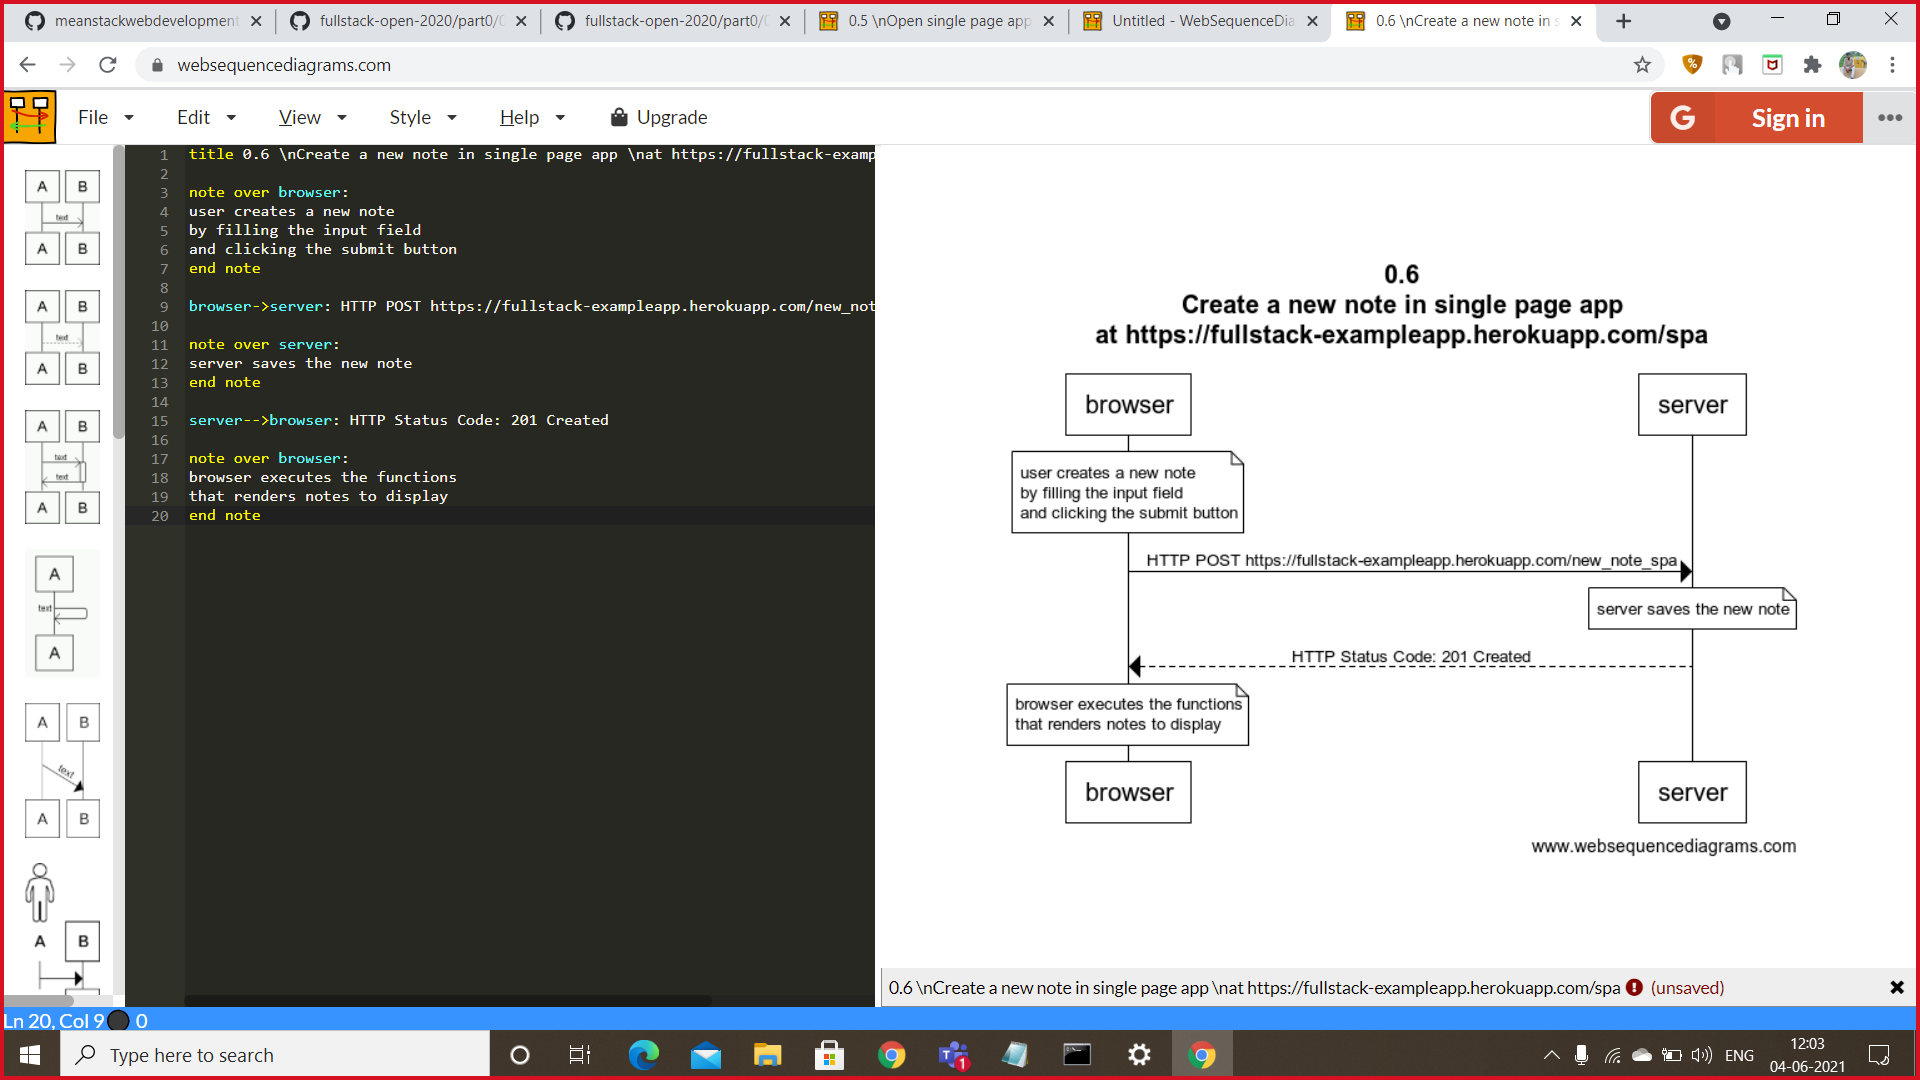 meanstackwebdevelopment
fullstack-open-2020/part0/0
fullstack-open-2020/part0/
0.5 \nOpen single page app
Untitled - WebSequenceDia
0.6 \nCreate a new note in s
websequencediagrams.com
File Edit View Style Help Upgrade
G Sign in
1 title 0.6 \nCreate a new note in single page app \nat https://fullstack-examp
2
3 note over browser:
4 user creates a new note
5 by filling the input field
6 and clicking the submit button
7 end note
8
9 browser->server: HTTP POST https://fullstack-exampleapp.herokuapp.com/new_not
10
11 note over server:
12 server saves the new note
13 end note
14
15 server-->browser: HTTP Status Code: 201 Created
16
17 note over browser:
18 browser executes the functions
19 that renders notes to display
20 end note
A B
text
A B
A B
text
A B
A B
text
text
A B
A
text
A
A B
text
A B
A B
0.6
Create a new note in single page app
at https://fullstack-exampleapp.herokuapp.com/spa
browser server
user creates a new note
by filling the input field
and clicking the submit button
HTTP POST https://fullstack-exampleapp.herokuapp.com/new_note_spa
server saves the new note
HTTP Status Code: 201 Created
browser executes the functions
that renders notes to display
browser server
www.websequencediagrams.com
0.6 \nCreate a new note in single page app \nat https://fullstack-exampleapp.herokuapp.com/spa (unsaved)
Ln 20, Col 9 0
Type here to search
1
ENG
12:03
04-06-2021